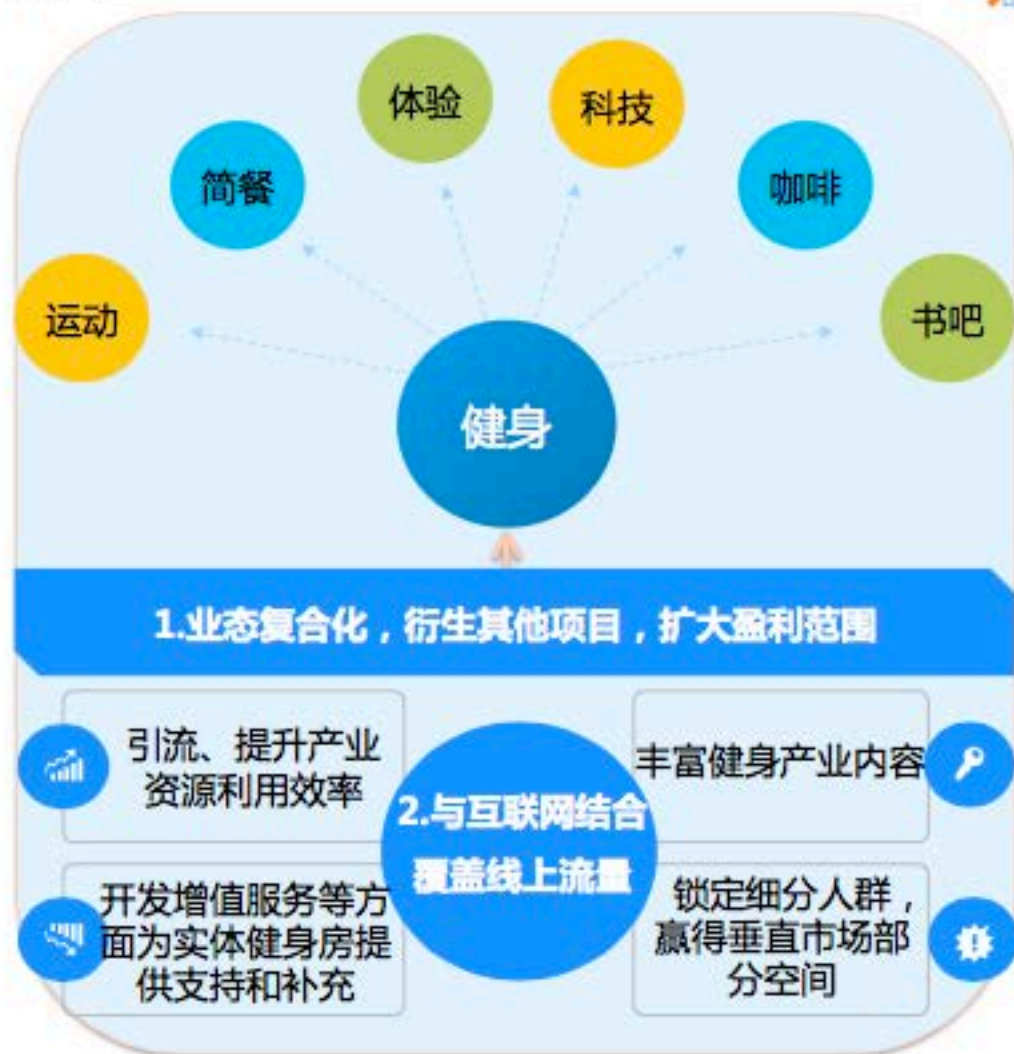 体验
科技
简餐
咖啡
运动
书吧
健身
1.业态复合化，衍生其他项目，扩大盈利范围
引流、提升产业
资源利用效率
丰富健身产业内容
2.与互联网结合
覆盖线上流量
开发增值服务等方
面为实体健身房提
供支持和补充
锁定细分人群，
赢得垂直市场部
分空间